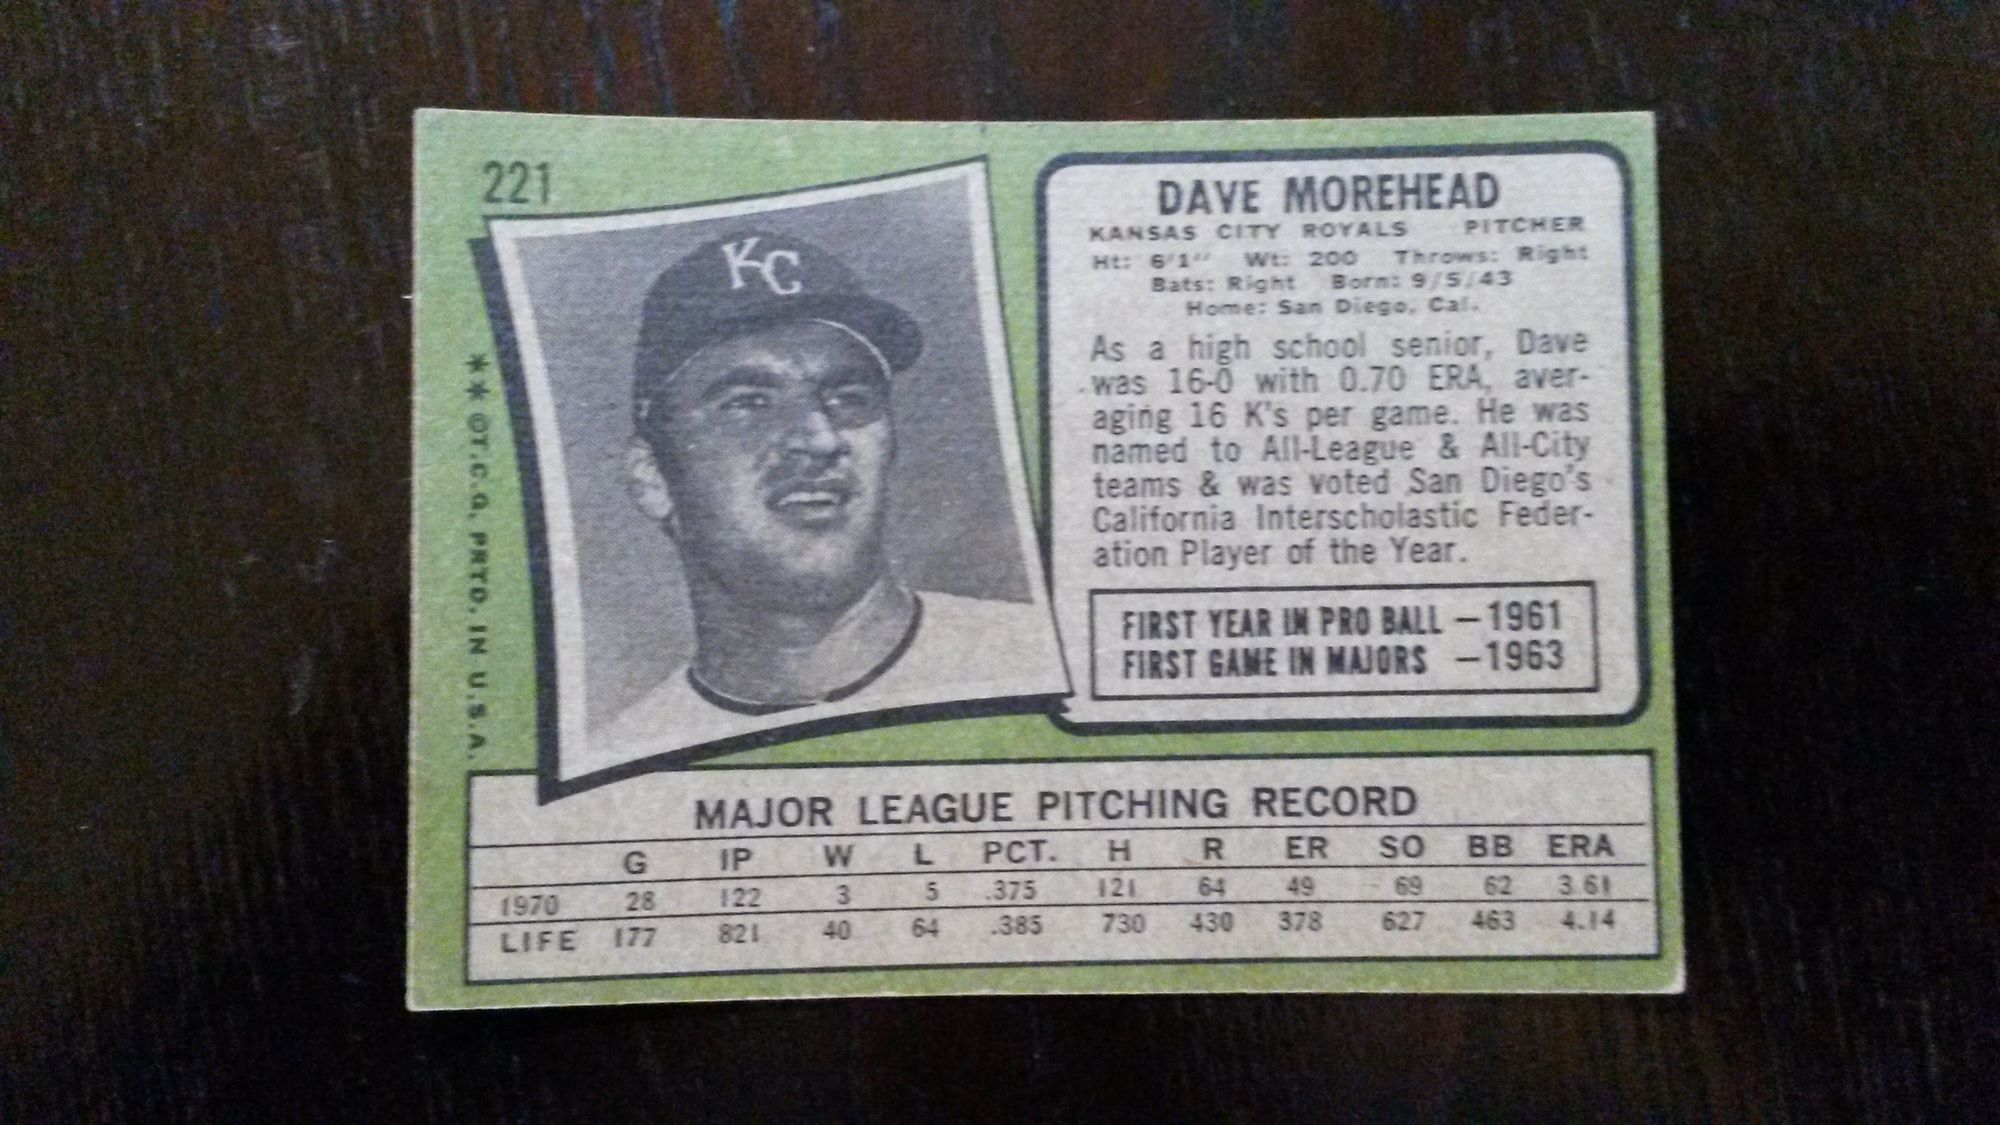 221
KC
** ©T.C.G. PRTD. IN U.S.A.
DAVE MOREHEAD
KANSAS CITY ROYALS PITCHER
Ht: 6'1" Wt: 200 Throws: Right
Bats: Right Born: 9/5/43
Home: San Diego, Cal.
As a high school senior, Dave
was 16-0 with 0.70 ERA, aver-
aging 16 K's per game. He was
named to All-League & All-City
teams & was voted San Diego's
California Interscholastic Feder-
ation Player of the Year.
FIRST YEAR IN PRO BALL — 1961
FIRST GAME IN MAJORS — 1963
MAJOR LEAGUE PITCHING RECORD
G IP W L PCT. H R ER SO BB ERA
1970 28 122 3 5 .375 121 64 49 69 62 3.61
LIFE 177 821 40 64 .385 730 430 378 627 463 4.14